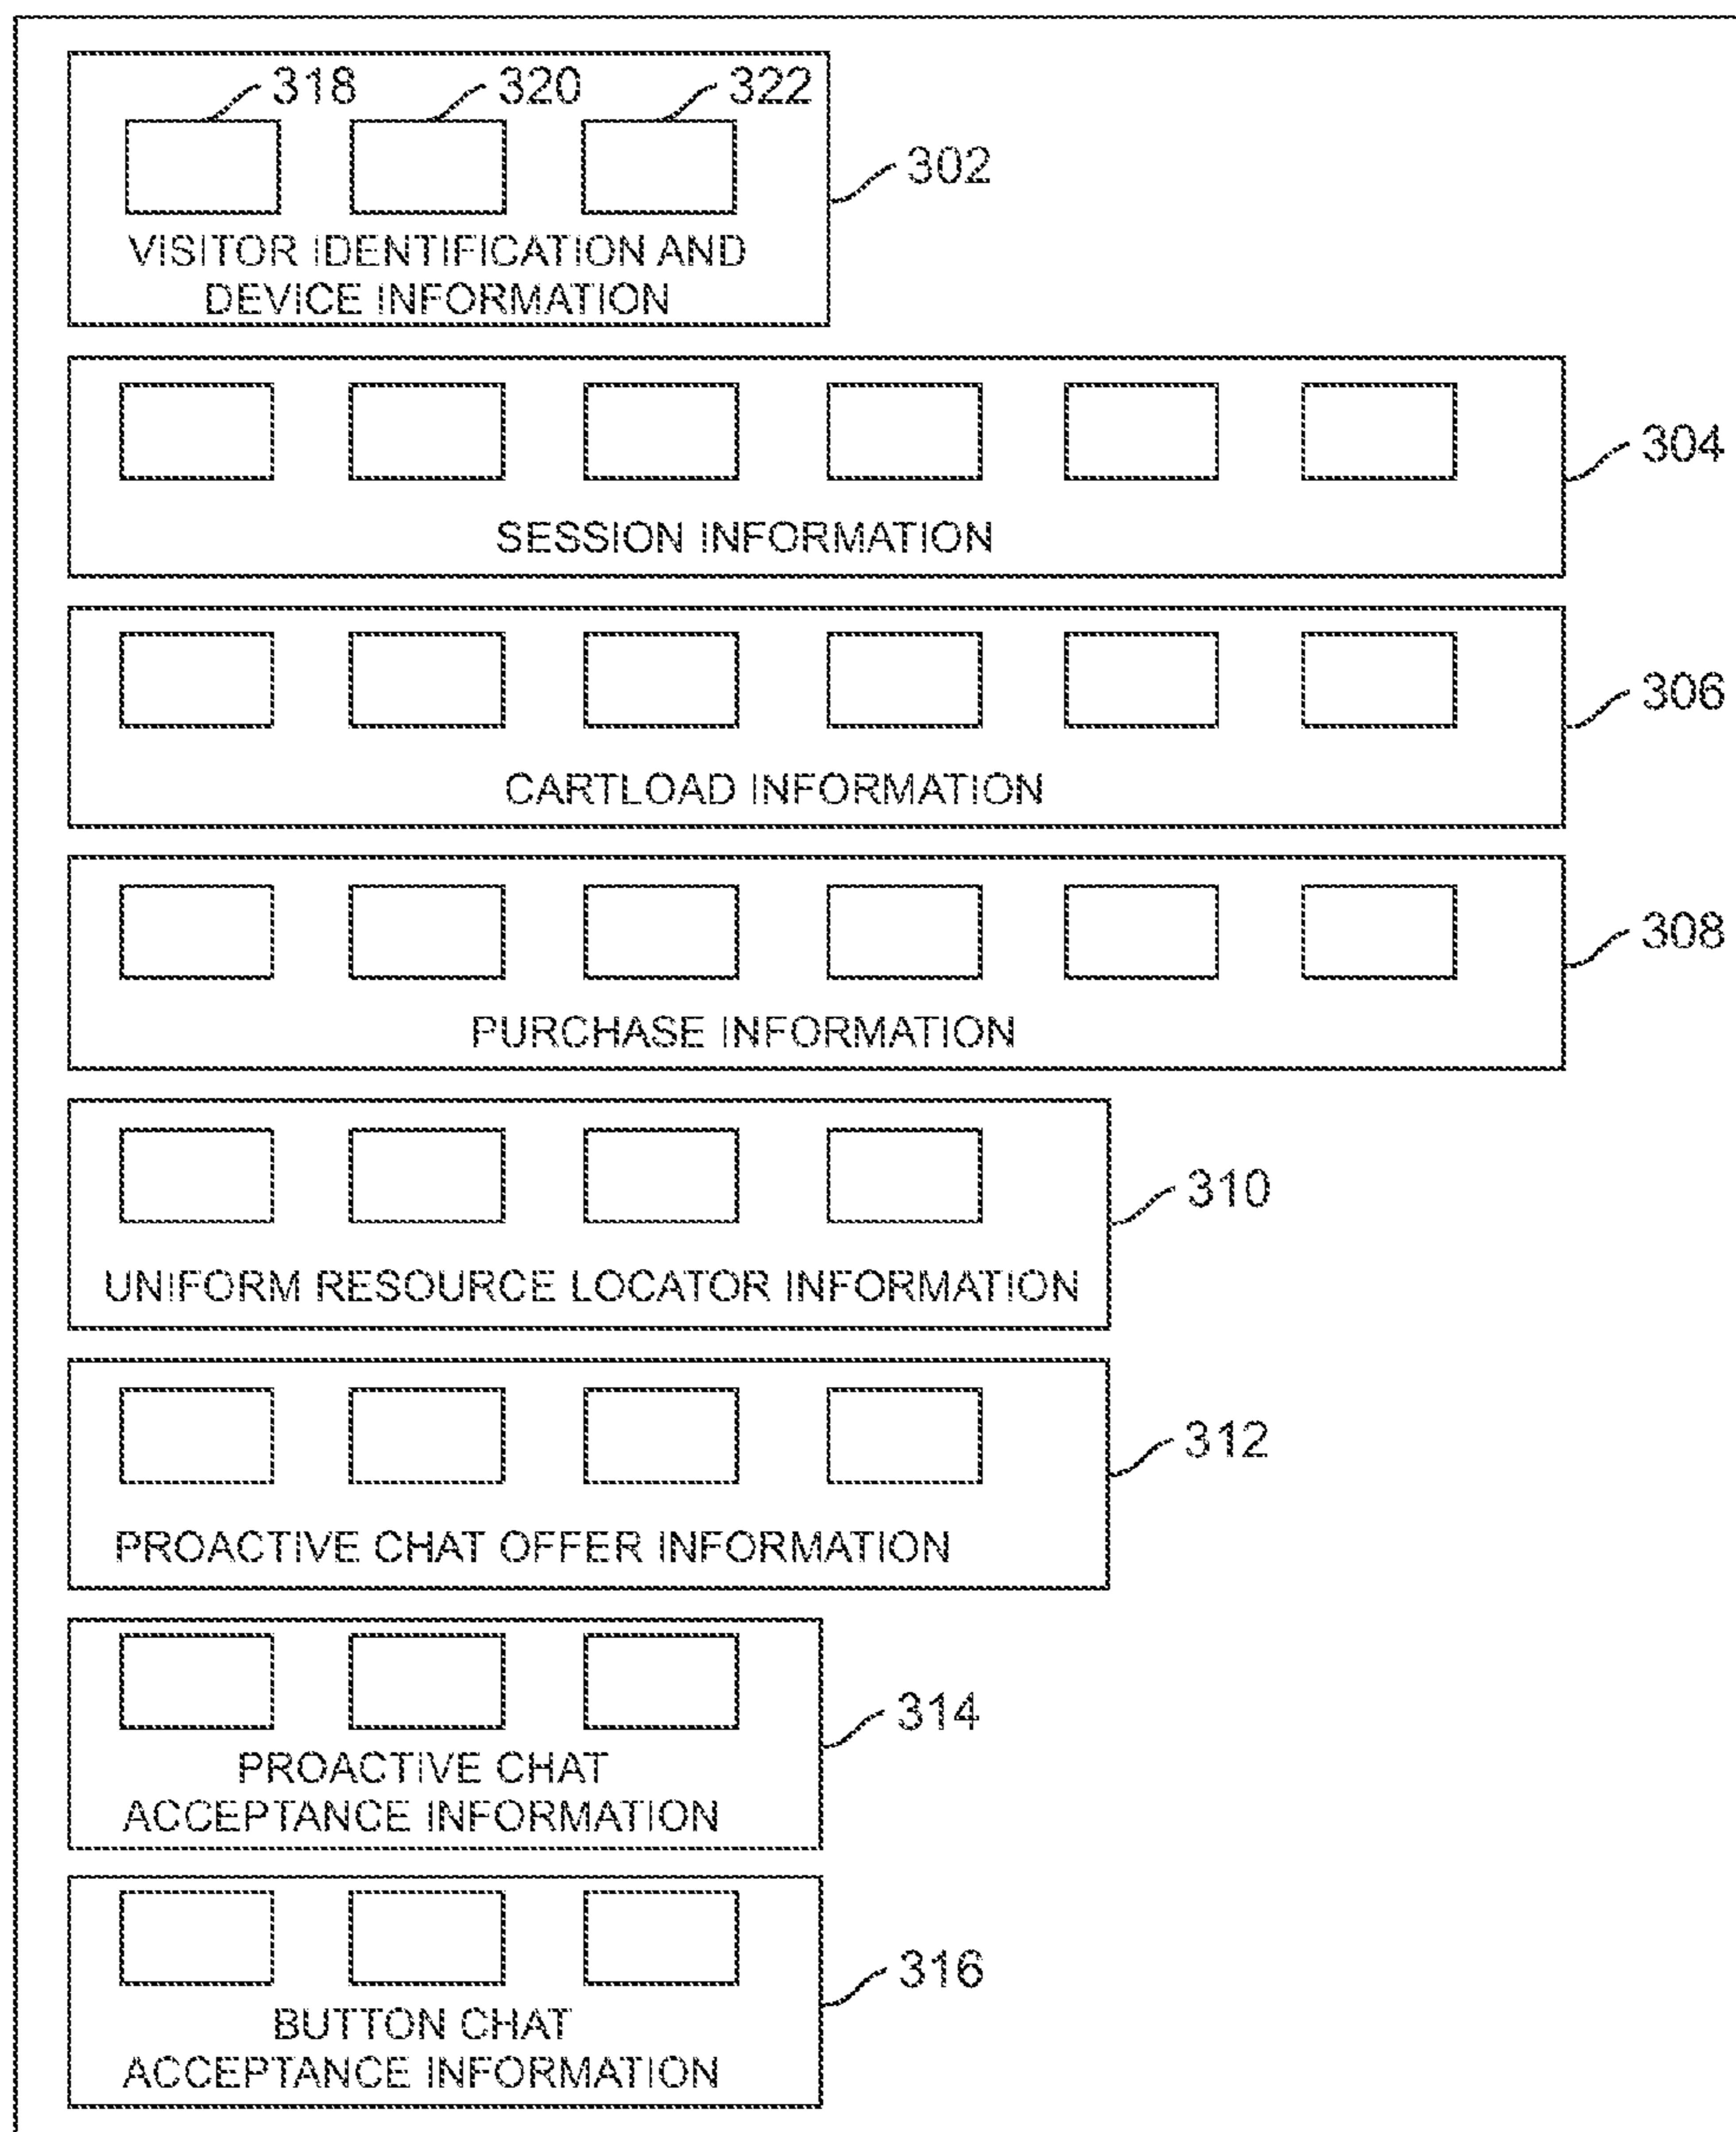 318 320 322
302
VISITOR IDENTIFICATION AND
DEVICE INFORMATION
304
SESSION INFORMATION
306
CARTLOAD INFORMATION
308
PURCHASE INFORMATION
310
UNIFORM RESOURCE LOCATOR INFORMATION
312
PROACTIVE CHAT OFFER INFORMATION
314
PROACTIVE CHAT
ACCEPTANCE INFORMATION
316
BUTTON CHAT
ACCEPTANCE INFORMATION